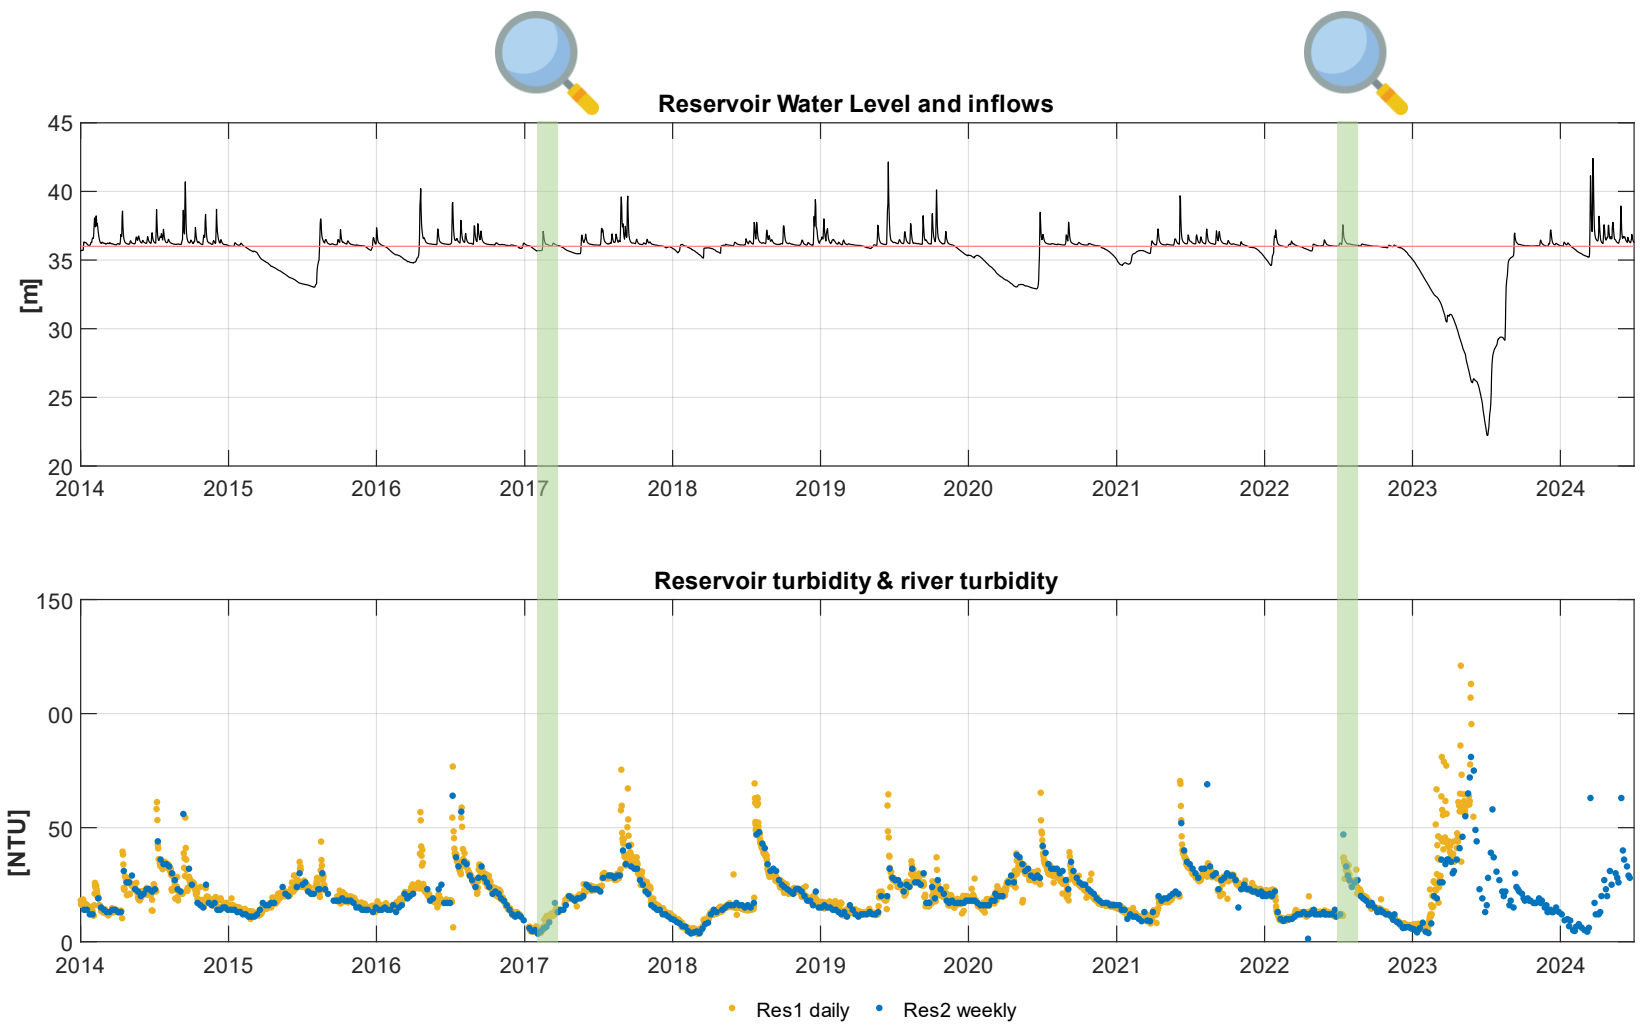 Reservoir Water Level and inflows
45
40
35
30
25
20
[m]
2014 2015 2016 2017 2018 2019 2020 2021 2022 2023 2024
Reservoir turbidity & river turbidity
150
00
50
0
[NTU]
2014 2015 2016 2017 2018 2019 2020 2021 2022 2023 2024
Res1 daily Res2 weekly